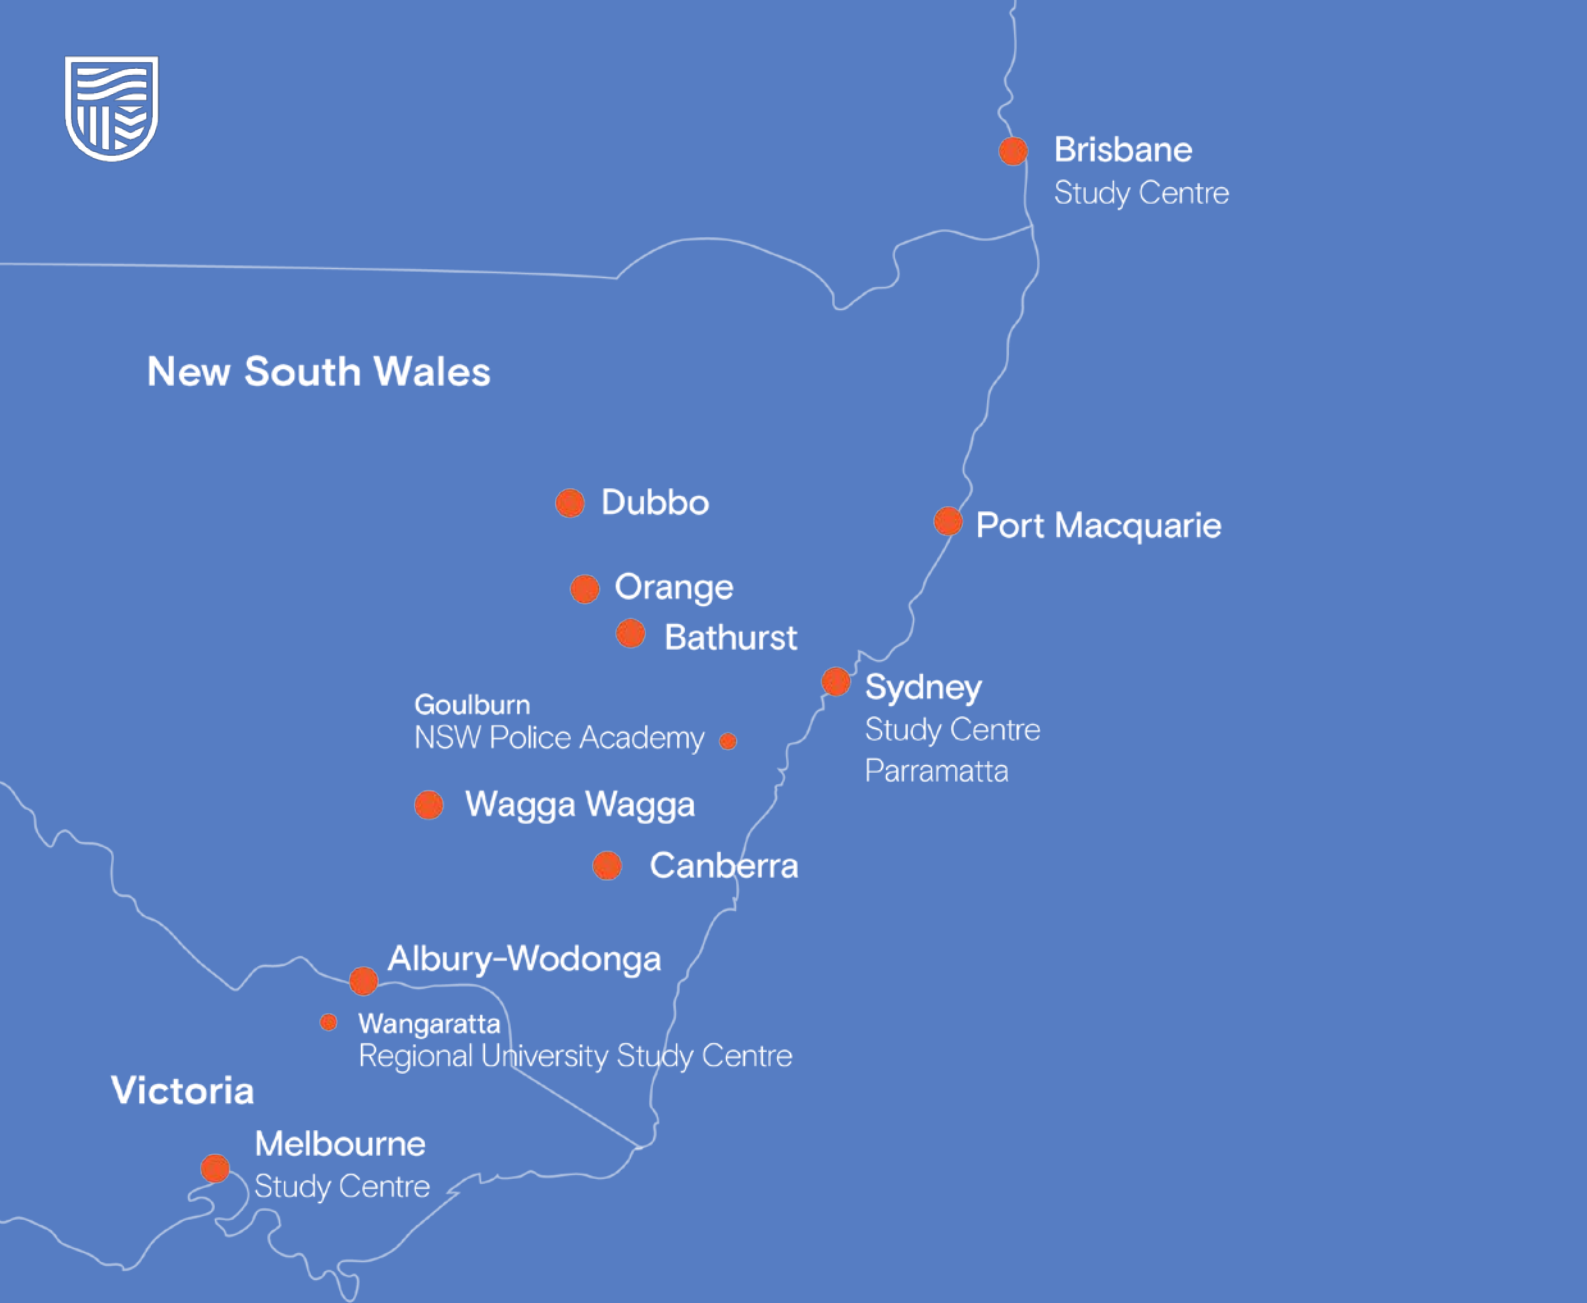 Brisbane
Study Centre
New South Wales
Dubbo
Port Macquarie
Orange
Bathurst
Sydney
Study Centre
Parramatta
Goulburn
NSW Police Academy
Wagga Wagga
Canberra
Albury-Wodonga
Wangaratta
Regional University Study Centre
Victoria
Melbourne
Study Centre